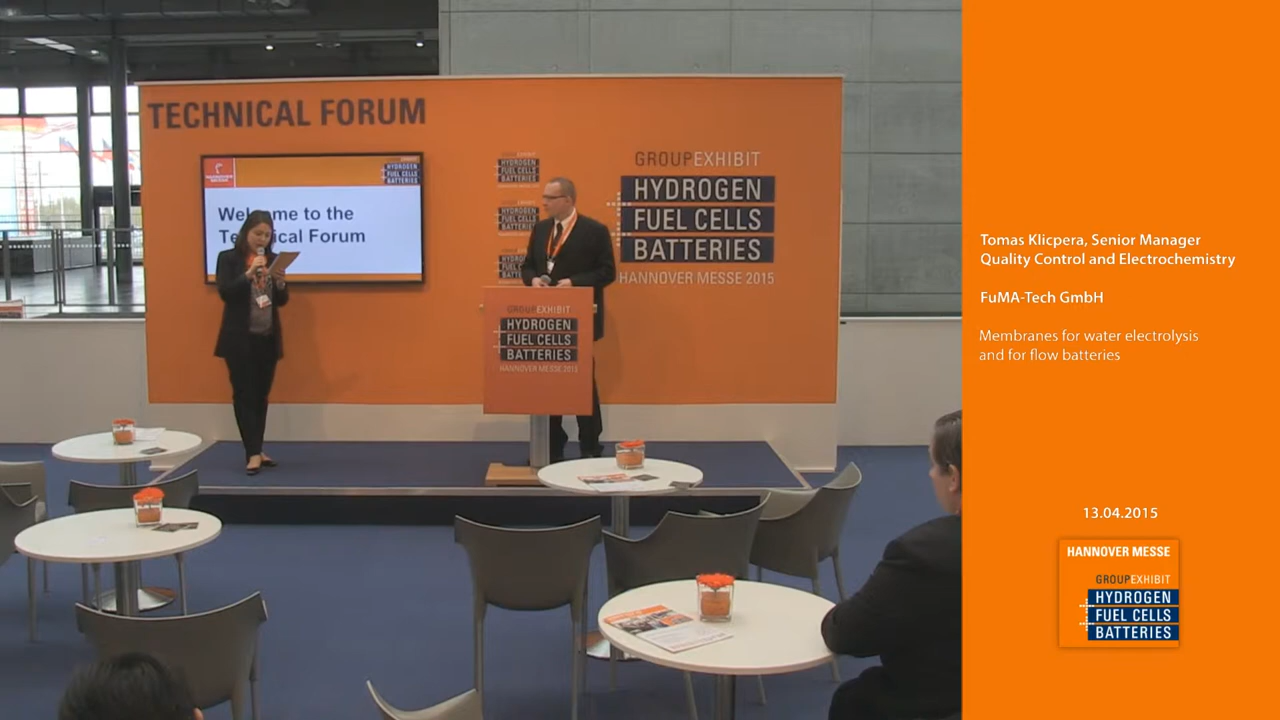 TECHNICAL FORUM
Welcome to the
Technical Forum
HYDROGEN
FUEL CELLS
BATTERIES
GROUPEXHIBIT
HYDROGEN
FUEL CELLS
BATTERIES
HANNOVER MESSE 2015
GROUPEXHIBIT
HYDROGEN
FUEL CELLS
BATTERIES
HANNOVER MESSE 2015
Tomas Klicpera, Senior Manager
Quality Control and Electrochemistry
FuMA-Tech GmbH
Membranes for water electrolysis
and for flow batteries
13.04.2015
HANNOVER MESSE
GROUPEXHIBIT
HYDROGEN
FUEL CELLS
BATTERIES